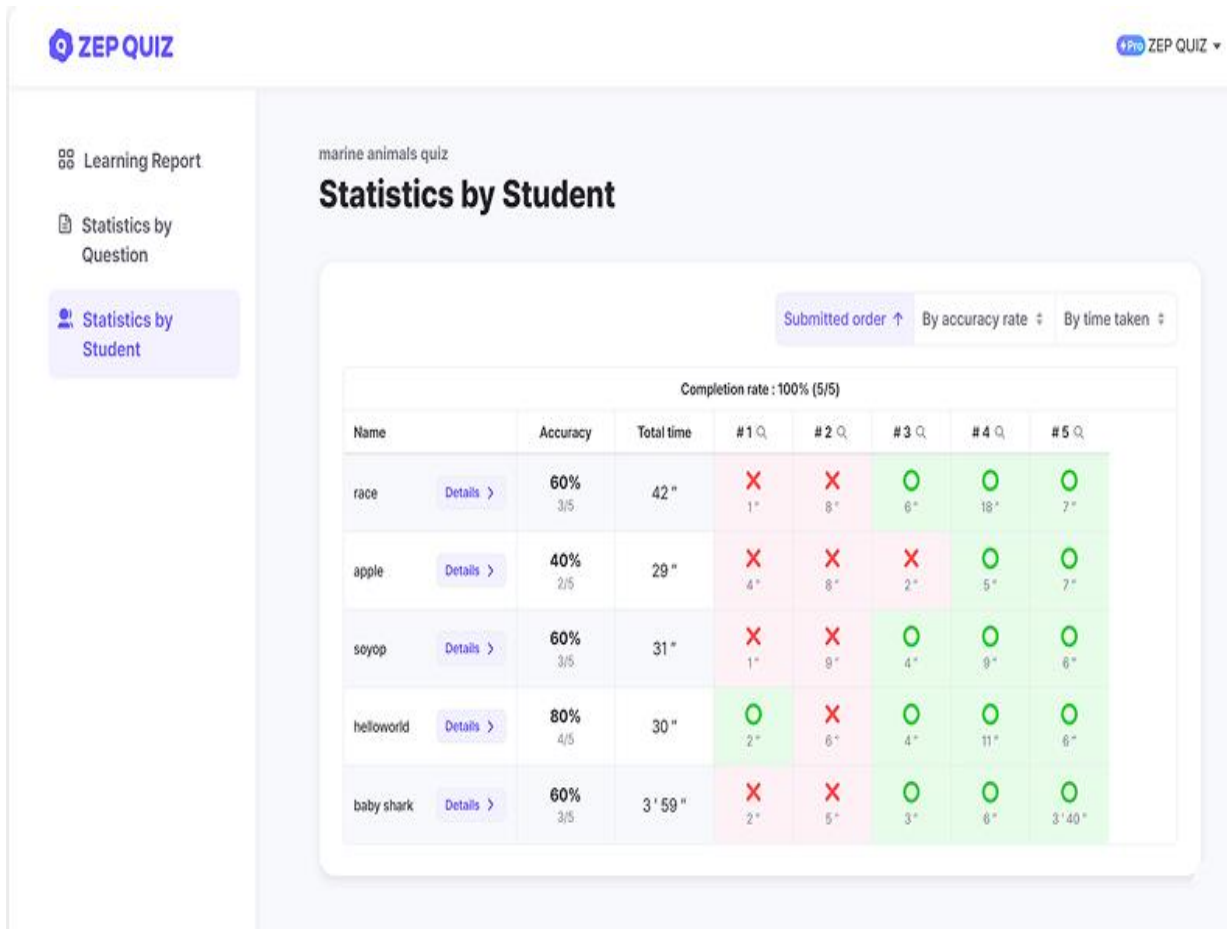 ZEP QUIZ
Pro ZEP QUIZ
Learning Report
Statistics by
Question
Statistics by
Student
marine animals quiz
Statistics by Student
Submitted order ↑ By accuracy rate By time taken
Completion rate : 100% (5/5)
Name Accuracy Total time #1 #2 #3 #4 #5
race Details > 60% 42" X X O O O
3/5 1" 8" 6" 18" 7"
apple Details > 40% 29" X X X O O
2/5 4" 8" 2" 5" 7"
soyop Details > 60% 31" X X O O O
3/5 1" 9" 4" 9" 6"
helloworld Details > 80% 30" O X O O O
4/5 2" 6" 4" 11" 6"
baby shark Details > 60% 3'59" X X O O O
3/5 2" 5" 3" 6" 3'40"